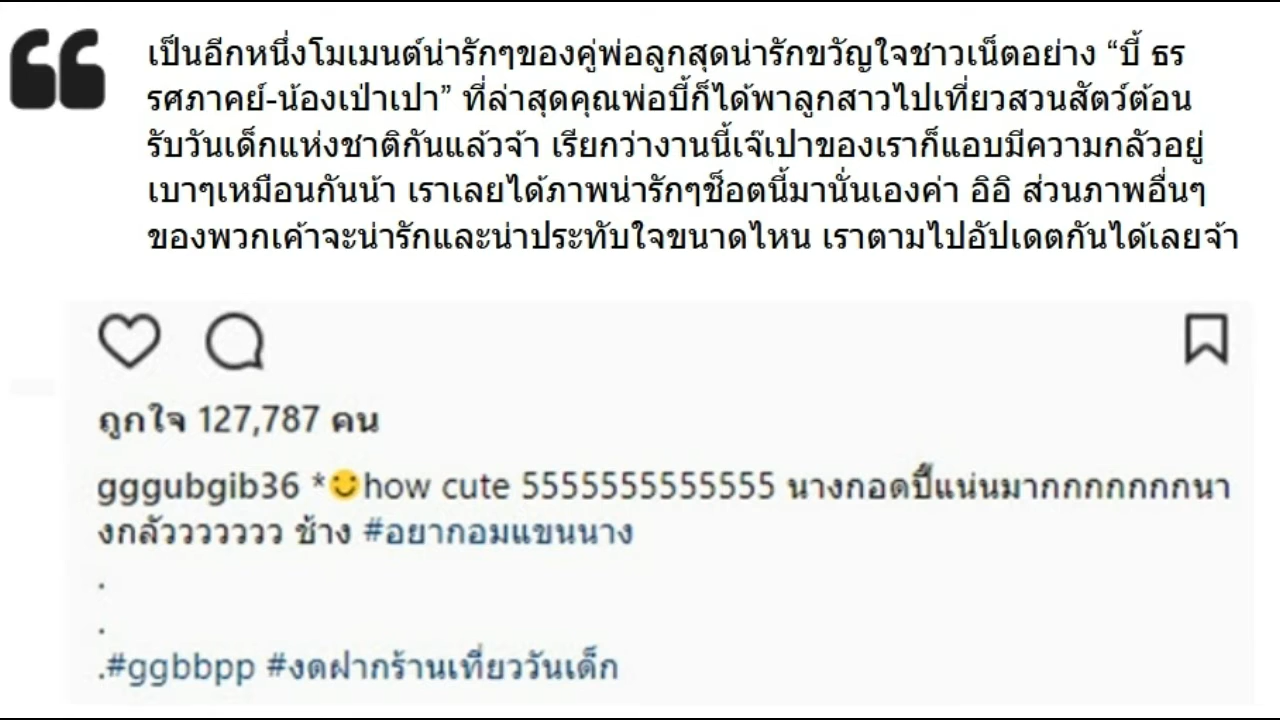 เป็นอีกหนึ่งโมเมนต์น่ารักๆของคู่พ่อลูกสุดน่ารักขวัญใจชาวเน็ตอย่าง “บี้ ธร
รศภาคย์-น้องเป่าเปา” ที่ล่าสุดคุณพ่อบี้ก็ได้พาลูกสาวไปเที่ยวสวนสัตว์ต้อน
รับวันเด็กแห่งชาติกันแล้วจ้า เรียกว่างานนี้เจ๊เปาของเราก็แอบมีความกลัวอยู่
เบาๆเหมือนกันน้า เราเลยได้ภาพน่ารักๆช็อตนี้มานั่นเองค่า อิอิ ส่วนภาพอื่นๆ
ของพวกเค้าจะน่ารักและน่าประทับใจขนาดไหน เราตามไปอัปเดตกันได้เลยจ้า
ถูกใจ 127,787 คน
gggubgib36 *🙂how cute 5555555555555 นางกอดปี๊แน่นมากกกกกกกนา
งกลัววววววว ช้าง #อยากอมแขนนาง
.
.
.#ggbbpp #งดฝากร้านเที่ยววันเด็ก